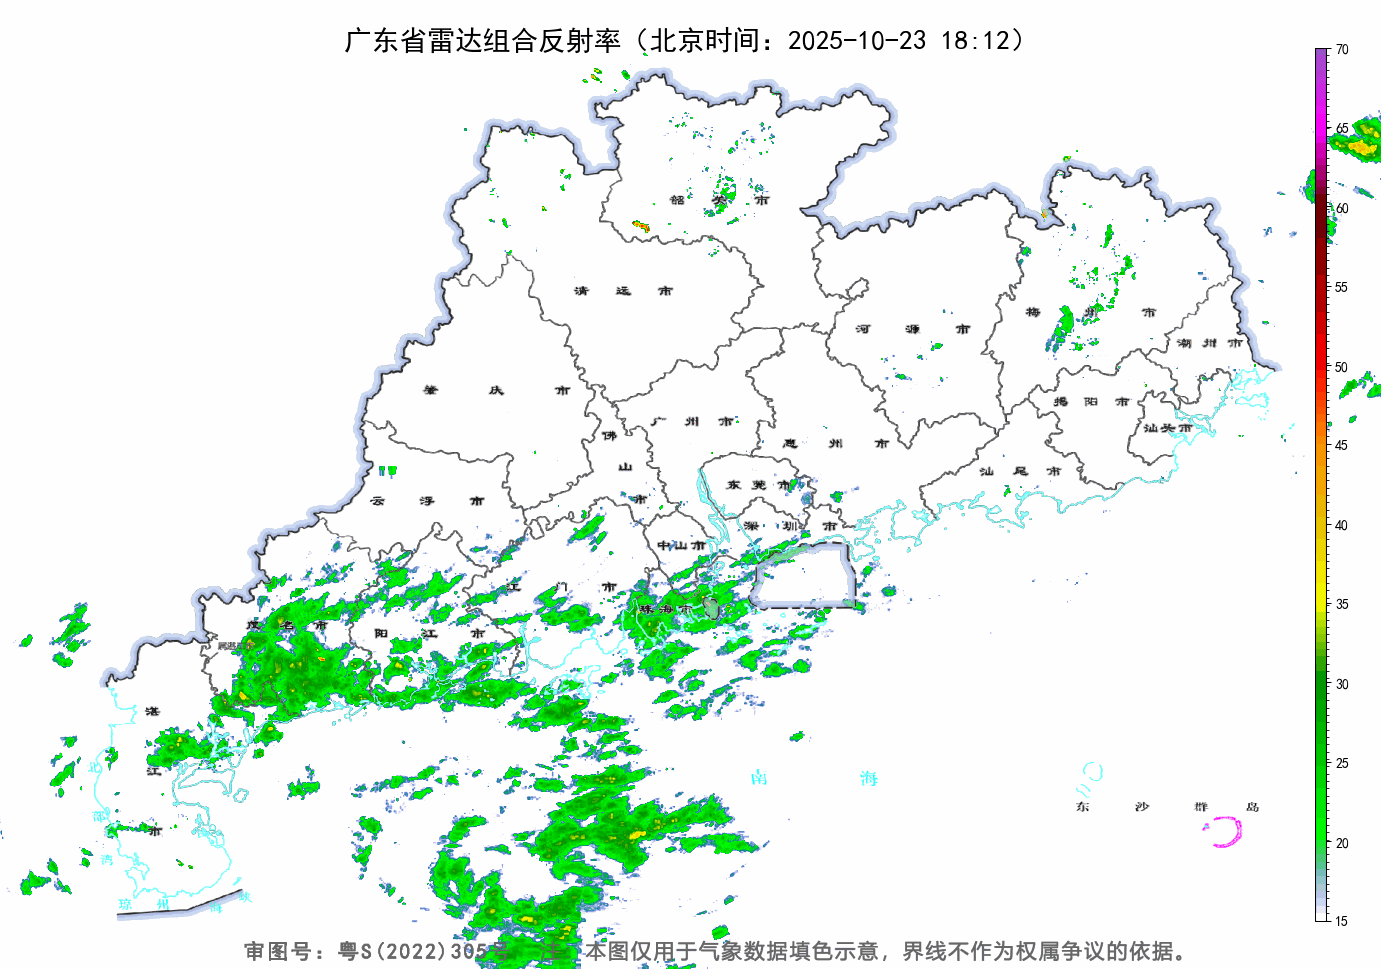 广东省雷达组合反射率（北京时间：2025-10-23 18:12）
70
65
60
55
50
45
40
35
30
25
20
15
韶关市
清远市
河源市
梅州市
潮州市
肇庆市
广州市
惠州市
揭阳市
汕头市
佛山市
汕尾市
云浮市
东莞市
深圳市
中山市
江门市
珠海市
茂名市
阳江市
湛江市
南海
东沙群岛
北部湾
琼州海峡
审图号：粤S(2022)305号
本图仅用于气象数据填色示意，界线不作为权属争议的依据。